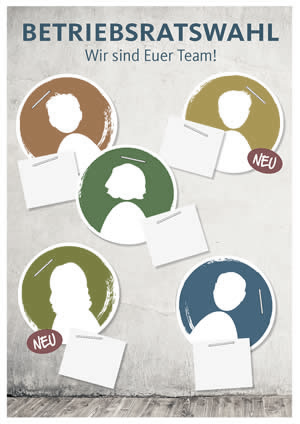 BETRIEBSRATSWAHL
Wir sind Euer Team!
NEU
NEU